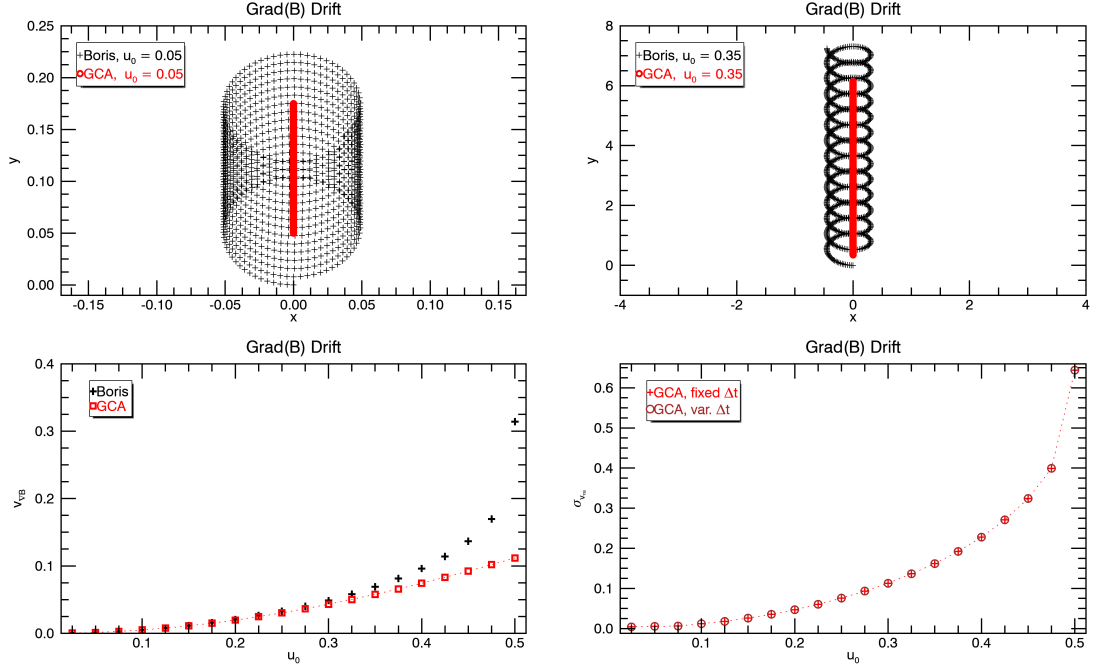 Grad(B) Drift
Boris, u₀ = 0.05
GCA, u₀ = 0.05
0.25
0.20
0.15
0.10
0.05
0.00
y
-0.15 -0.10 -0.05 0.00 0.05 0.10 0.15
x
Grad(B) Drift
Boris, u₀ = 0.35
GCA, u₀ = 0.35
8
6
4
2
0
y
-4 -2 0 2 4
x
Grad(B) Drift
Boris
GCA
0.4
0.3
0.2
0.1
0.0
v∇B
0.1 0.2 0.3 0.4 0.5
u₀
Grad(B) Drift
GCA, fixed Δt
GCA, var. Δt
0.6
0.5
0.4
0.3
0.2
0.1
0.0
0.1 0.2 0.3 0.4 0.5
u₀